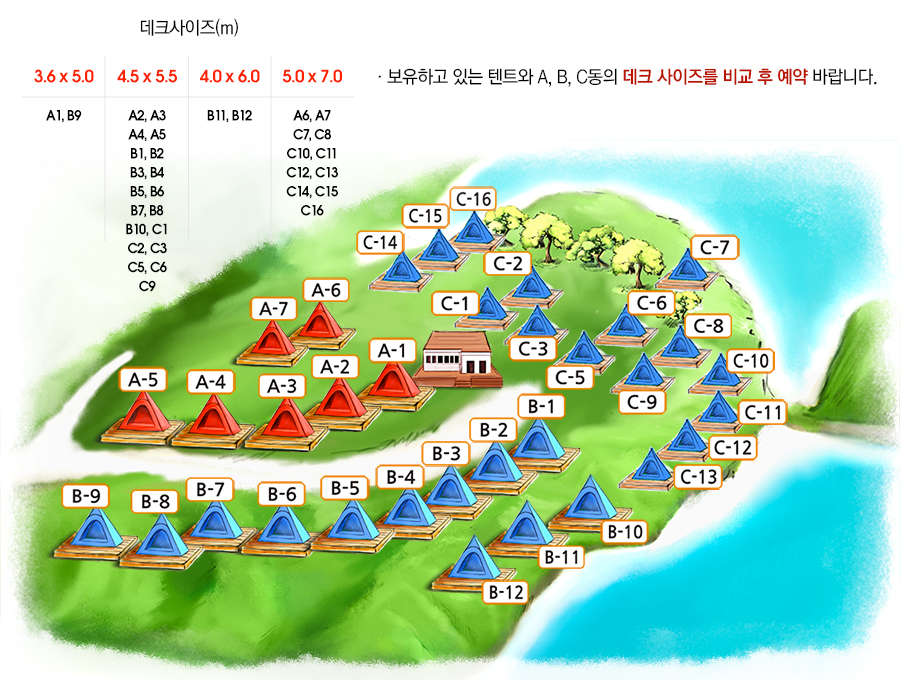 데크사이즈(m)
3.6 x 5.0 4.5 x 5.5 4.0 x 6.0 5.0 x 7.0
· 보유하고 있는 텐트와 A, B, C동의 데크 사이즈를 비교 후 예약 바랍니다.
A1, B9 A2, A3 B11, B12 A6, A7
A4, A5 C7, C8
B1, B2 C10, C11
B3, B4 C12, C13
B5, B6 C14, C15
B7, B8 C16
B10, C1
C2, C3
C5, C6
C9
C-16
C-15
C-14
C-7
C-2
A-6
C-1
C-6
A-7
C-8
C-3
A-1
C-10
A-2
C-5
A-5
A-4
A-3
C-9
B-1
C-11
B-2
C-12
B-3
C-13
B-4
B-5
B-7
B-6
B-9
B-8
B-10
B-11
B-12